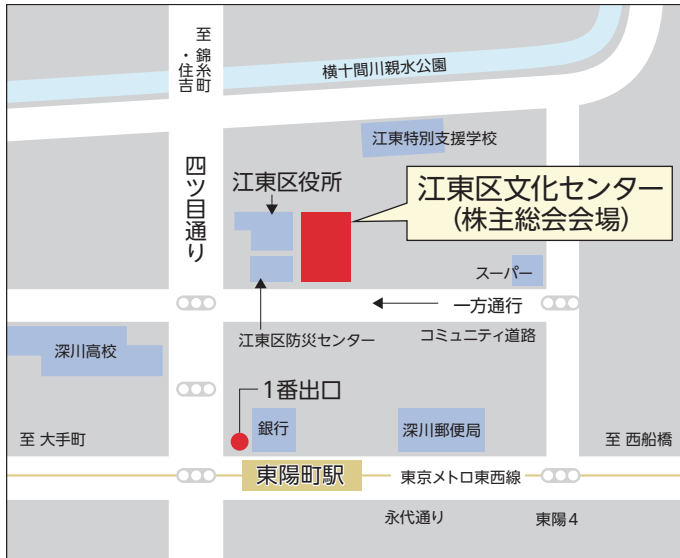 至 錦糸町
・住吉
横十間川親水公園
江東特別支援学校
四ツ目通り
江東区役所
江東区文化センター
(株主総会会場)
スーパー
一方通行
江東区防災センター
コミュニティ道路
深川高校
1番出口
銀行
深川郵便局
至 大手町
至 西船橋
東陽町駅
東京メトロ東西線
永代通り
東陽4